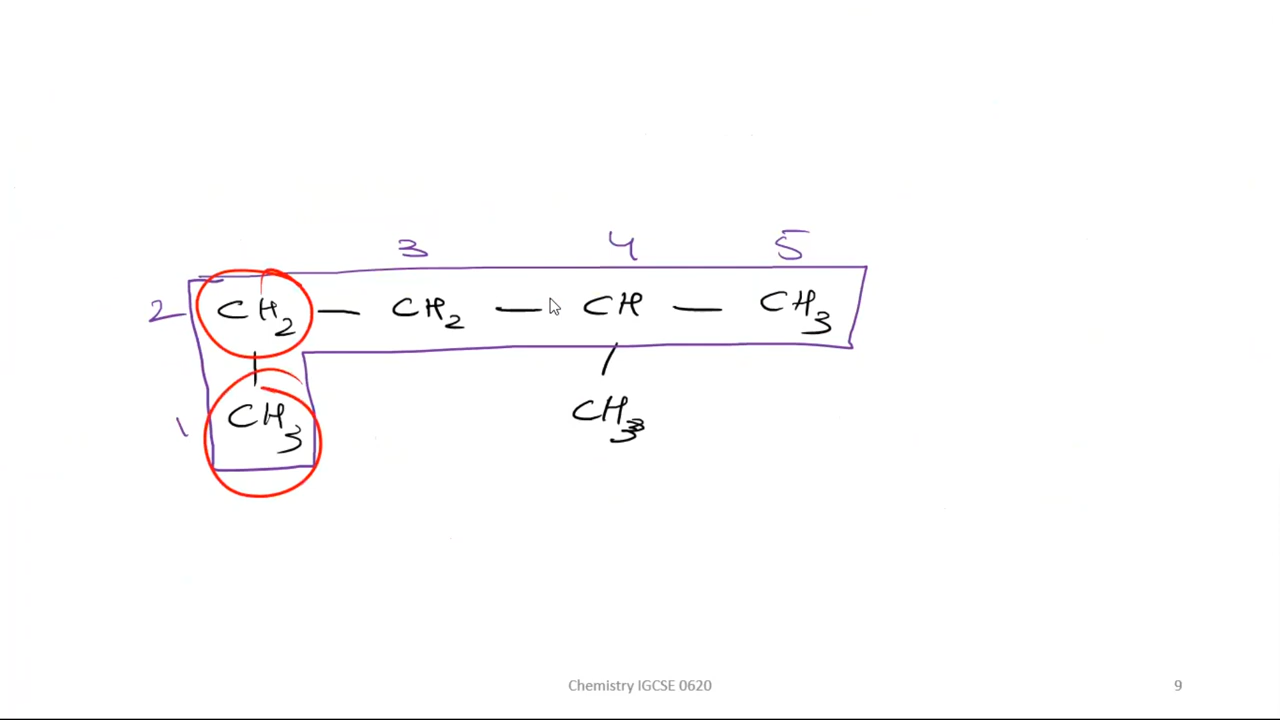 3 4 5
2 CH2 — CH2 — CH — CH3
1 CH3 CH3
Chemistry IGCSE 0620 9